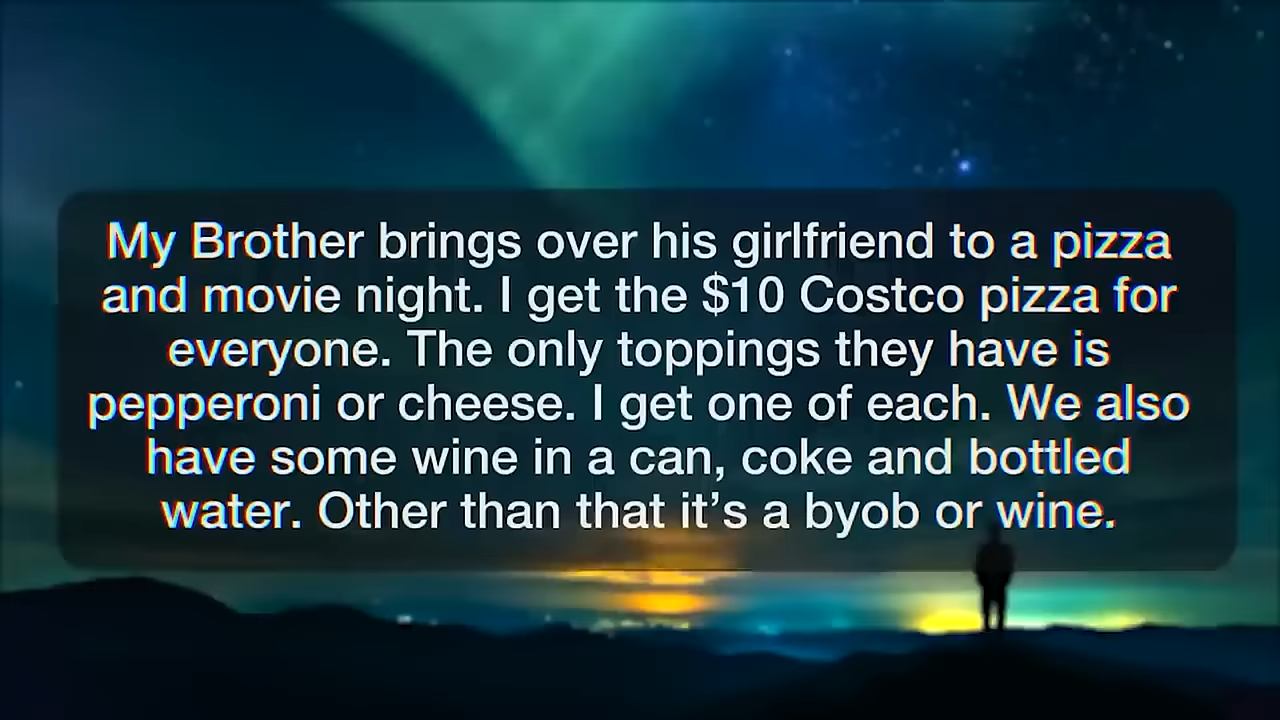 My Brother brings over his girlfriend to a pizza
and movie night. I get the $10 Costco pizza for
everyone. The only toppings they have is
pepperoni or cheese. I get one of each. We also
have some wine in a can, coke and bottled
water. Other than that it’s a byob or wine.